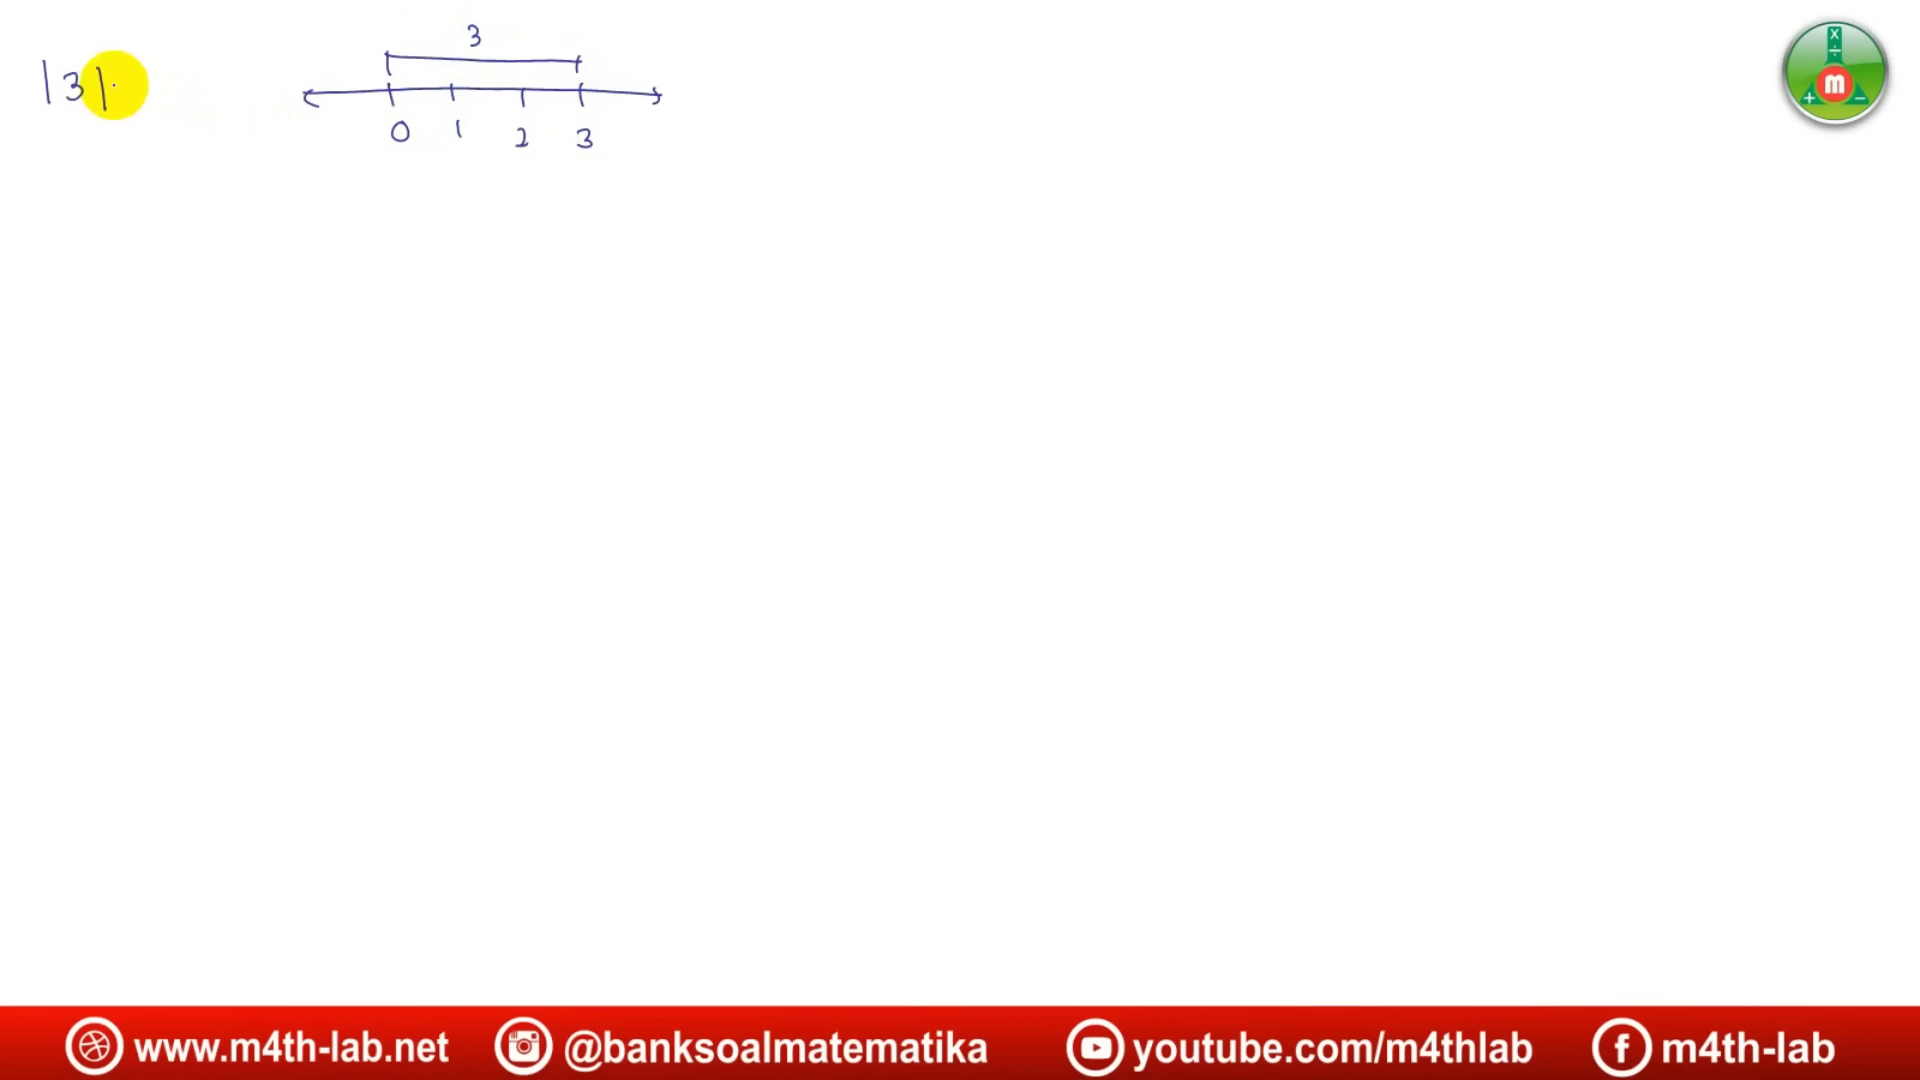 3
|3|
0 1 2 3
x
÷
m
+ −
www.m4th-lab.net @banksoalmatematika youtube.com/m4thlab m4th-lab